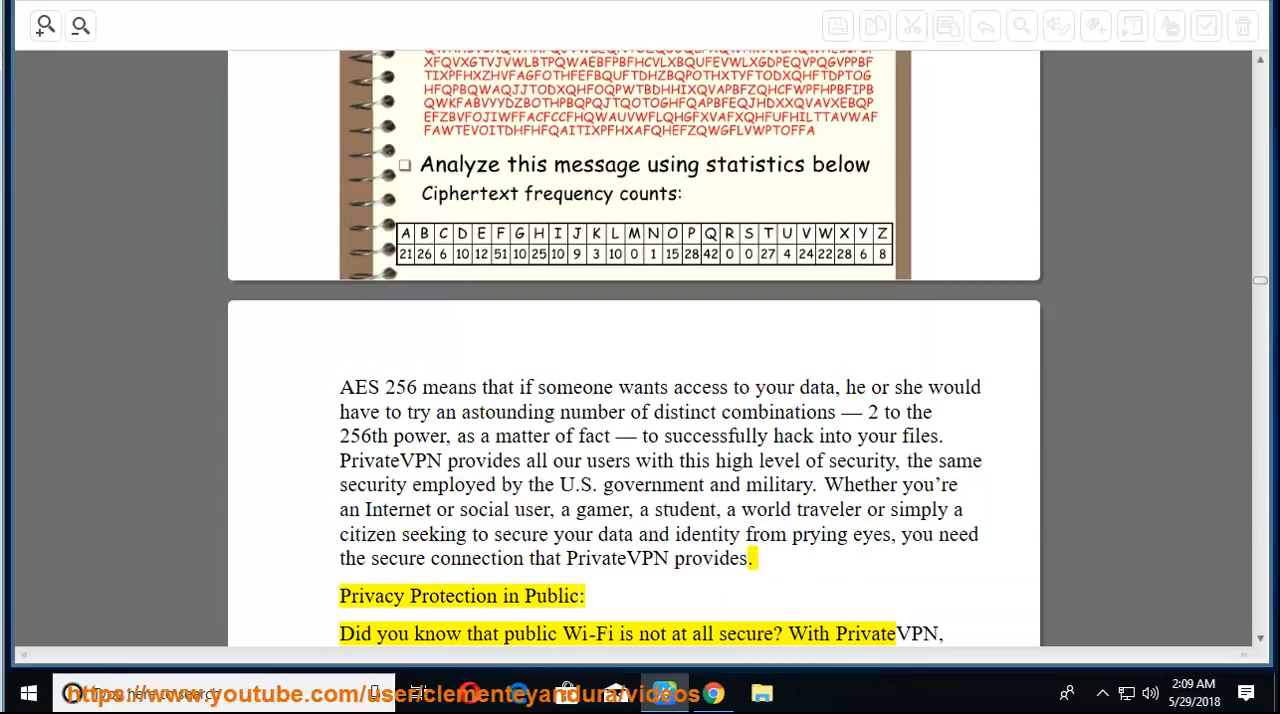 XFQVXGTVJVWLBTPQWAEBFPBFHCVLXBQUFEVWLXGDPEQVPQGVPPBF
TIXPFHXZHVFAGFOTHFEFBQUFTDHZBQPOTHXTYFTODXQHFTDPTOG
HFQPBQWAQJJTODXQHFOQPWTBDHHIXQVAPBFZQHCFWPFHPBFIPB
QWKFABVYYDZBOTHPBQPQJTQOTOGHFQAPBFEQJHDXXQVAVXEBQP
EFZBVFOJIWFFACFCCFHQWAUVWFLQHGFXVAFXQHFUFHILTTAVWAF
FAWTEVOITDHFHFQAITIXPFHXAFQHEFZQWGFLVWPTOFFA
Analyze this message using statistics below
Ciphertext frequency counts:
A B C D E F G H I J K L M N O P Q R S T U V W X Y Z
21 26 6 10 12 51 10 25 10 9 3 10 0 1 15 28 42 0 0 27 4 24 22 28 6 8
AES 256 means that if someone wants access to your data, he or she would
have to try an astounding number of distinct combinations — 2 to the
256th power, as a matter of fact — to successfully hack into your files.
PrivateVPN provides all our users with this high level of security, the same
security employed by the U.S. government and military. Whether you’re
an Internet or social user, a gamer, a student, a world traveler or simply a
citizen seeking to secure your data and identity from prying eyes, you need
the secure connection that PrivateVPN provides.
Privacy Protection in Public:
Did you know that public Wi-Fi is not at all secure? With PrivateVPN,
https://www.youtube.com/user/clementeyandura/videos
2:09 AM
5/29/2018